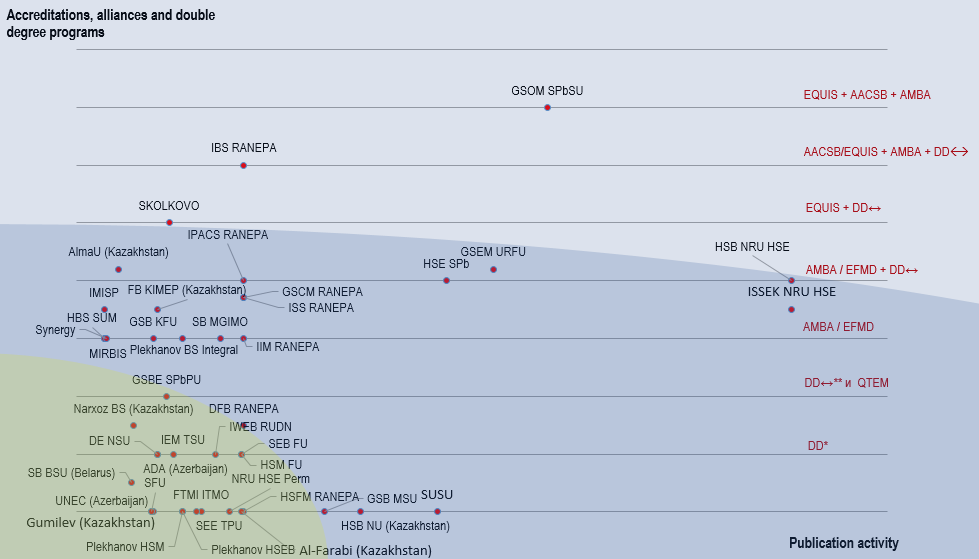 Accreditations, alliances and double
degree programs
GSOM SPbSU
EQUIS + AACSB + AMBA
IBS RANEPA
AACSB/EQUIS + AMBA + DD↔
SKOLKOVO
EQUIS + DD↔
IPACS RANEPA
AlmaU (Kazakhstan)
GSEM URFU
HSB NRU HSE
HSE SPb
AMBA / EFMD + DD↔
IMISP
FB KIMEP (Kazakhstan)
GSCM RANEPA
ISSEK NRU HSE
ISS RANEPA
HBS SUM
GSB KFU
SB MGIMO
Synergy
AMBA / EFMD
MIRBIS
Plekhanov BS Integral
IIM RANEPA
GSBE SPbPU
DD↔** и QTEM
Narxoz BS (Kazakhstan)
DFB RANEPA
IWEB RUDN
DE NSU
IEM TSU
SEB FU
DD*
SB BSU (Belarus)
ADA (Azerbaijan)
HSM FU
SFU
NRU HSE Perm
UNEC (Azerbaijan)
FTMI ITMO
HSFM RANEPA
GSB MSU
SUSU
Gumilev (Kazakhstan)
SEE TPU
HSB NU (Kazakhstan)
Plekhanov HSM
Plekhanov HSEB
Al-Farabi (Kazakhstan)
Publication activity